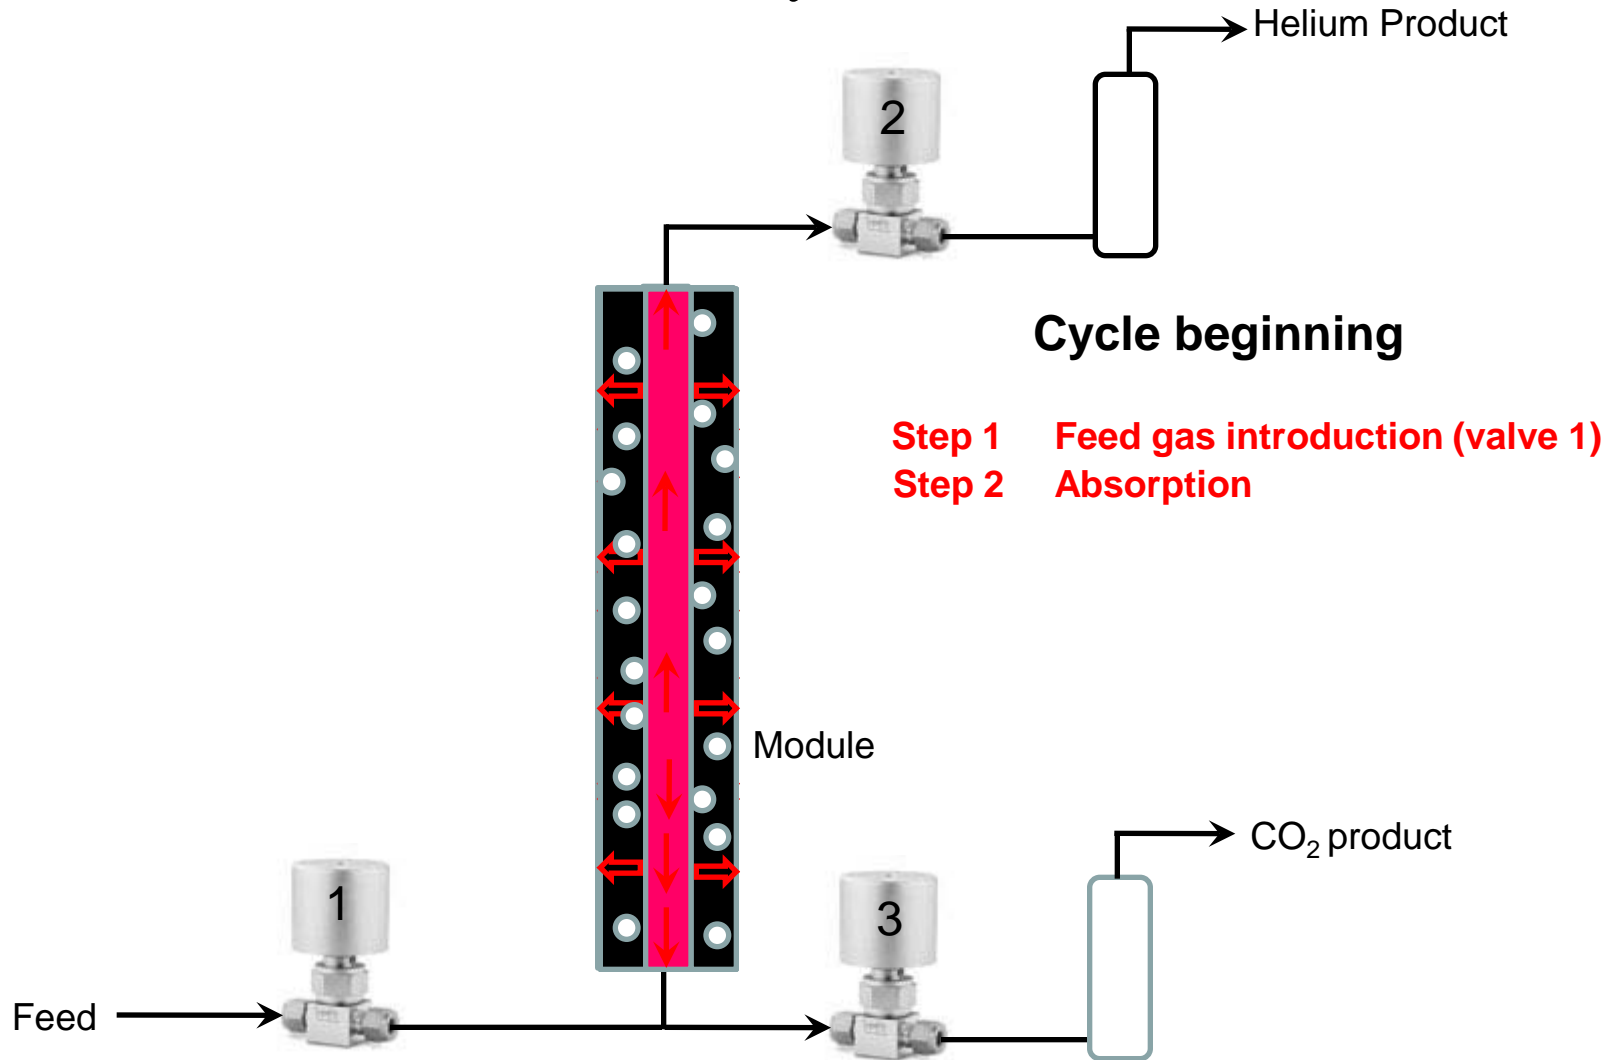 Helium Product
2
Cycle beginning
Step 1 Feed gas introduction (valve 1)
Step 2 Absorption
Module
CO₂ product
1
3
Feed